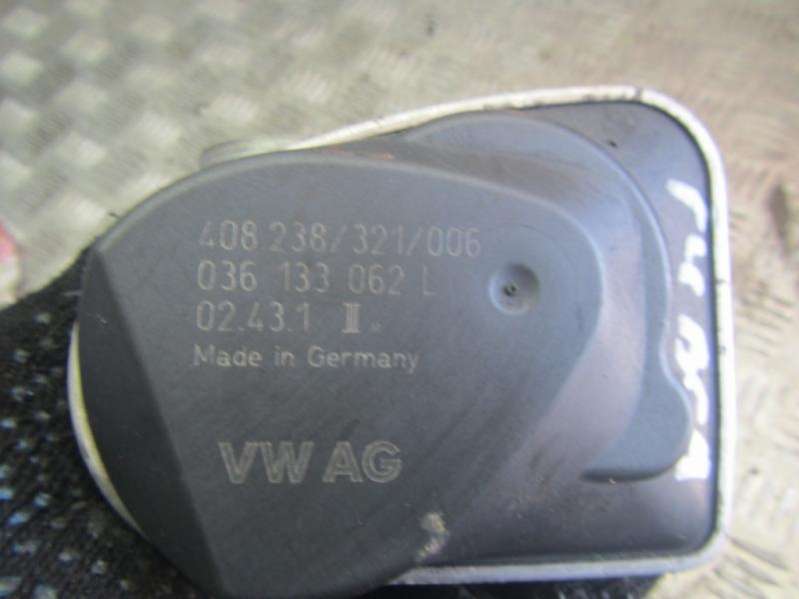 408 238/321/006
036 133 062 L
02.43.1 II
Made in Germany
VW AG